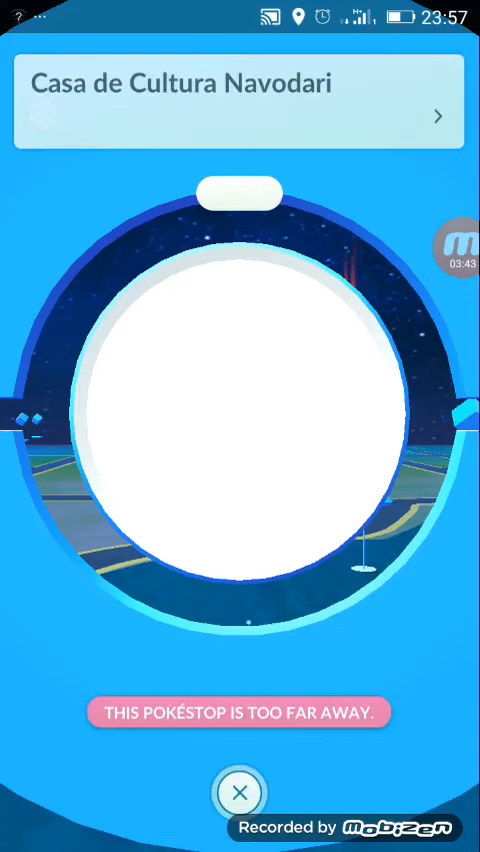 ? ... 23:57
Casa de Cultura Navodari
03:43
THIS POKÉSTOP IS TOO FAR AWAY.
Recorded by mobizen